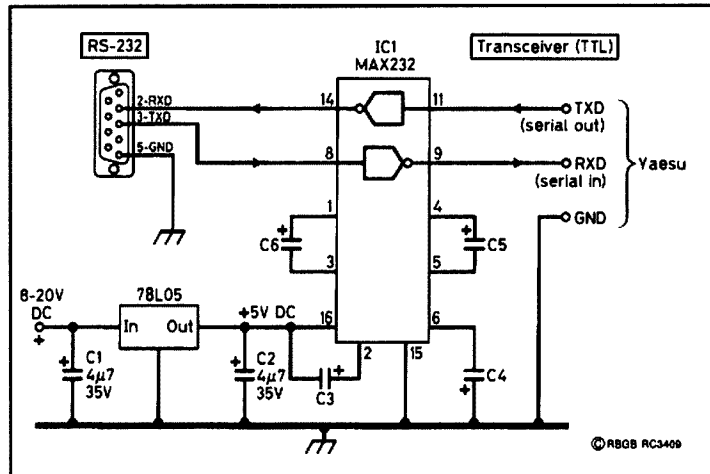 RS-232
IC1
MAX232
Transceiver (TTL)
2-RXD
14
11
TXD
(serial out)
3-TXD
8
9
RXD
(serial in)
Yaesu
5-GND
GND
1
4
+
C6
+
C5
3
5
8-20V
DC
+
78L05
In
Out
+5V DC
16
6
2
15
+
C1
4µ7
35V
+
C2
4µ7
35V
+
C3
+
C4
©RBGB RC3409